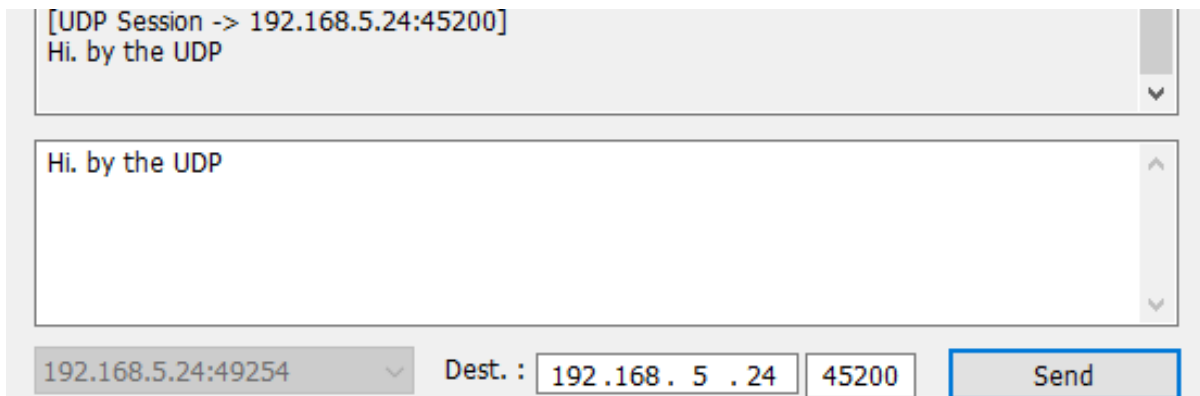 [UDP Session -> 192.168.5.24:45200]
Hi. by the UDP
Hi. by the UDP
192.168.5.24:49254 Dest. : 192.168. 5 .24 45200 Send